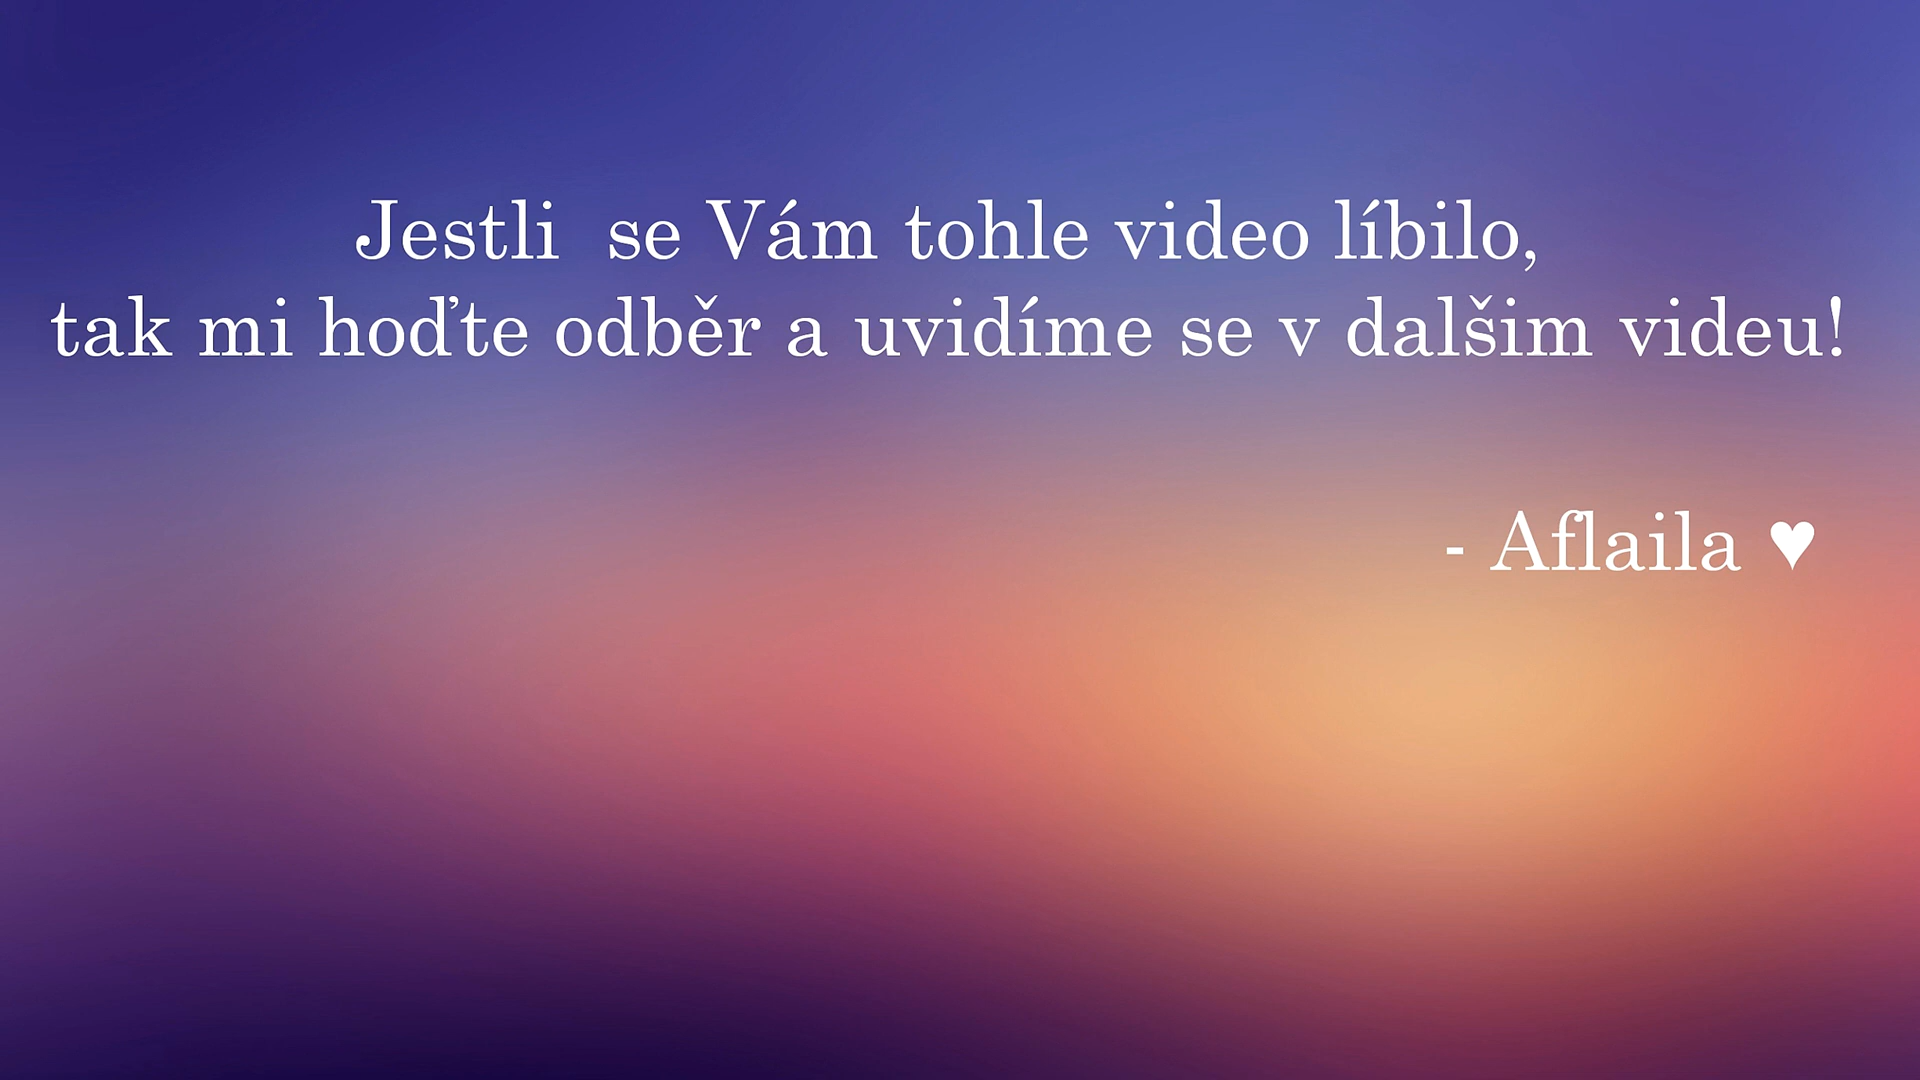 Jestli  se Vám tohle video líbilo,
tak mi hoďte odběr a uvidíme se v dalšim videu!
- Aflaila ♥